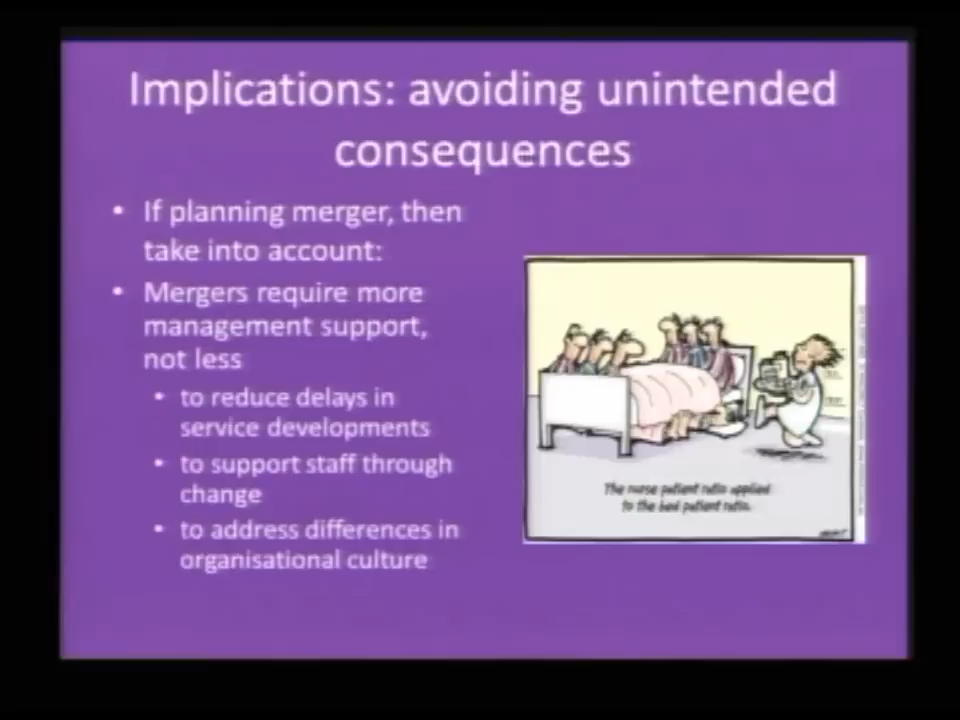 Implications: avoiding unintended
consequences
• If planning merger, then
take into account:
• Mergers require more
management support,
not less
• to reduce delays in
service developments
• to support staff through
change
• to address differences in
organisational culture
The nurse patient ratio applied
to the bed patient ratio.